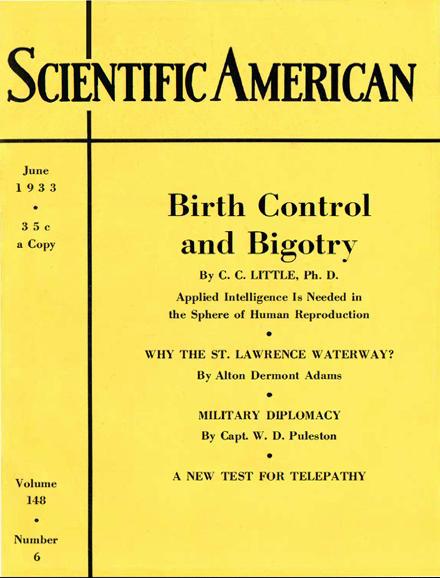 SCIENTIFIC AMERICAN
June
1933
•
35c
a Copy
Birth Control
and Bigotry
By C. C. LITTLE, Ph. D.
Applied Intelligence Is Needed in
the Sphere of Human Reproduction
•
WHY THE ST. LAWRENCE WATERWAY?
By Alton Dermont Adams
•
MILITARY DIPLOMACY
By Capt. W. D. Puleston
•
A NEW TEST FOR TELEPATHY
Volume
148
•
Number
6